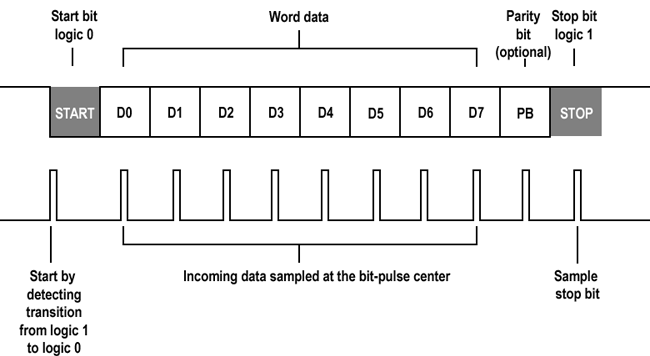 Start bit
logic 0
Word data
Parity
bit
(optional)
Stop bit
logic 1
START D0 D1 D2 D3 D4 D5 D6 D7 PB STOP
Start by
detecting
transition
from logic 1
to logic 0
Incoming data sampled at the bit-pulse center
Sample
stop bit